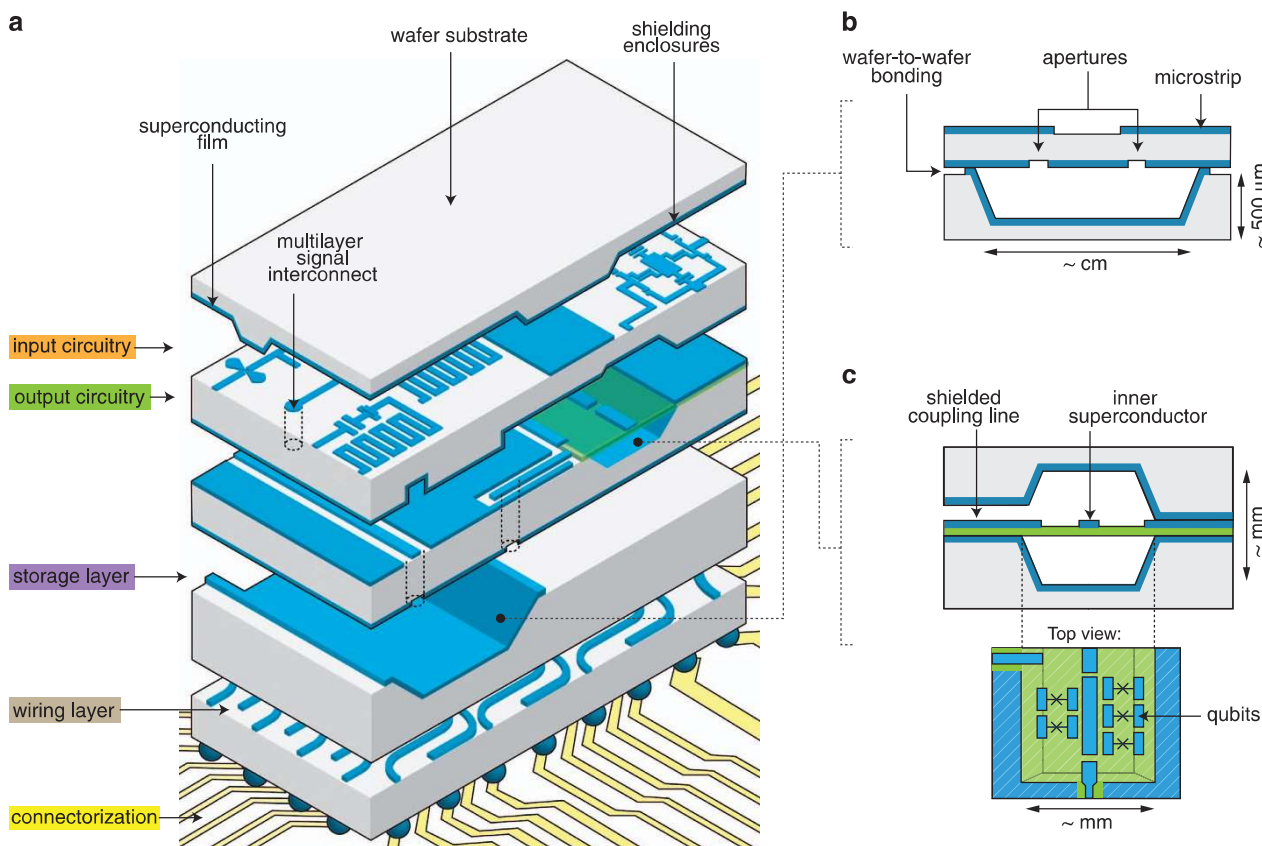 a
wafer substrate
shielding
enclosures
superconducting
film
multilayer
signal
interconnect
input circuitry
output circuitry
storage layer
wiring layer
connectorization
b
wafer-to-wafer
bonding
apertures
microstrip
~ 500 μm
~ cm
c
shielded
coupling line
inner
superconductor
~ mm
Top view:
qubits
~ mm